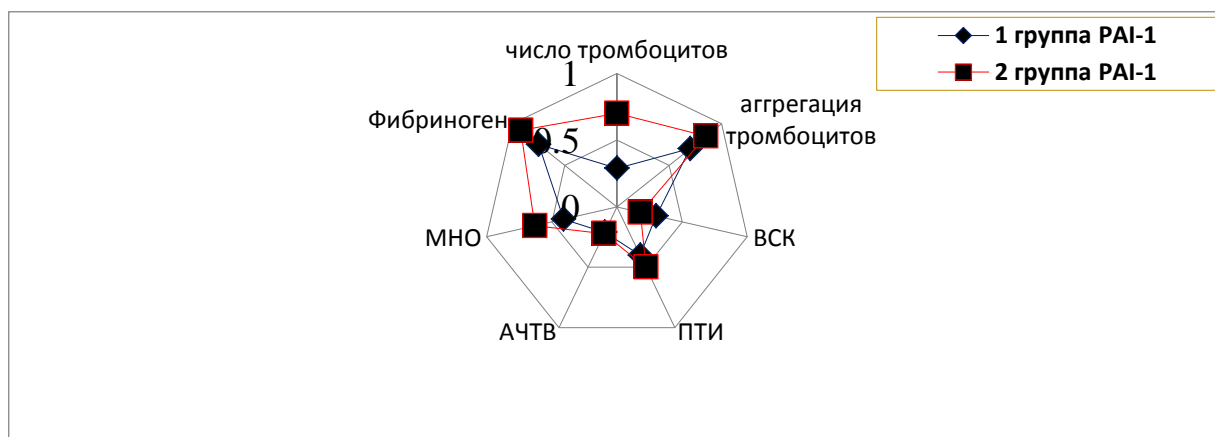 1 группа PAI-1
2 группа PAI-1
число тромбоцитов
1
аггрегация
тромбоцитов
Фибриноген
0.5
0
МНО
ВСК
АЧТВ
ПТИ